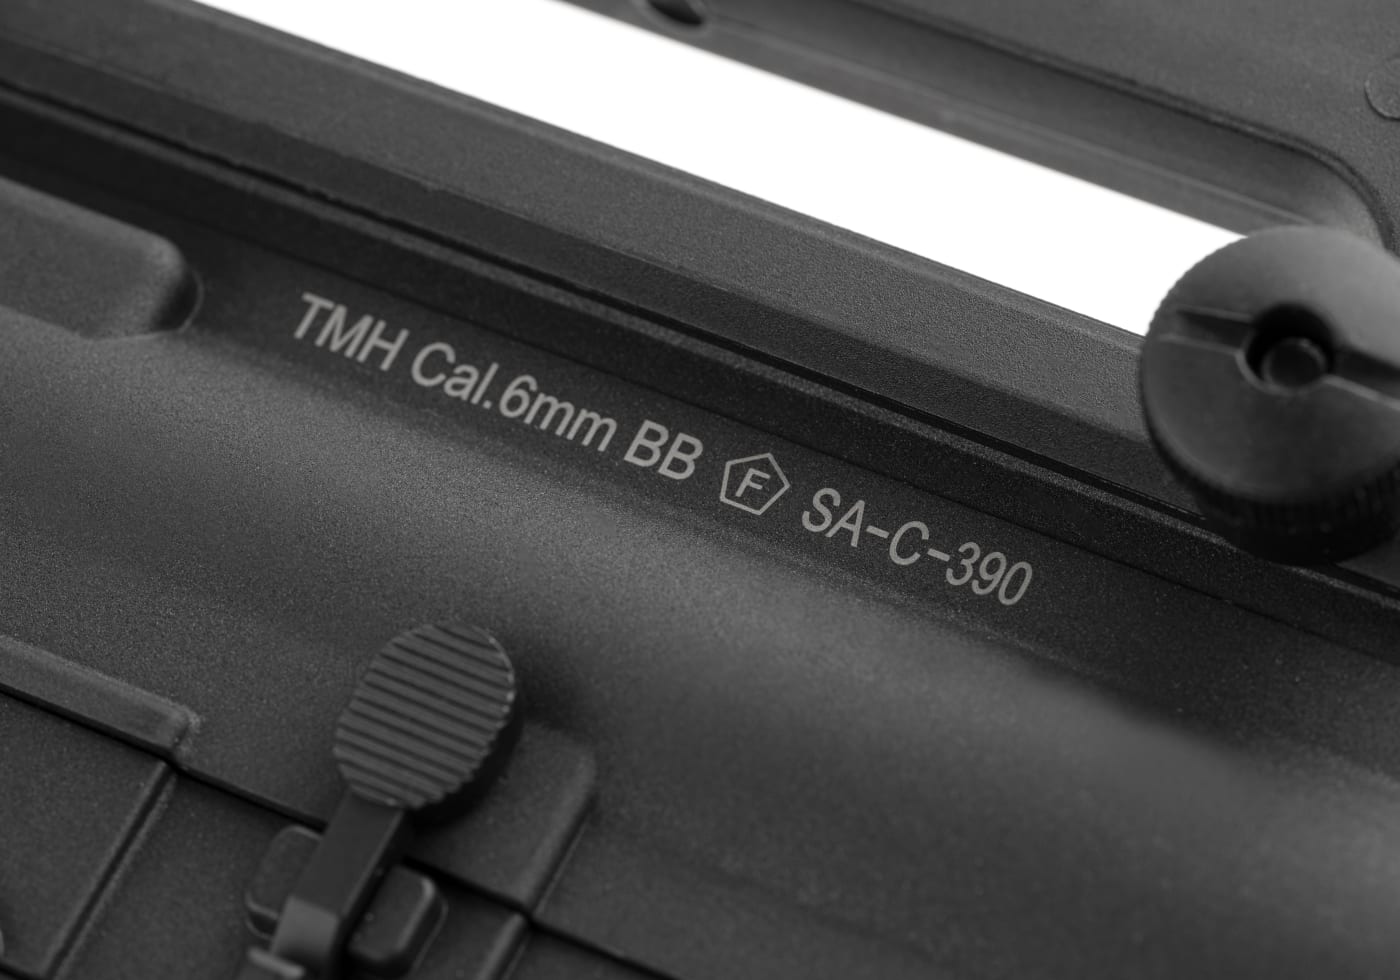 TMH Cal.6mm BB F SA-C-390